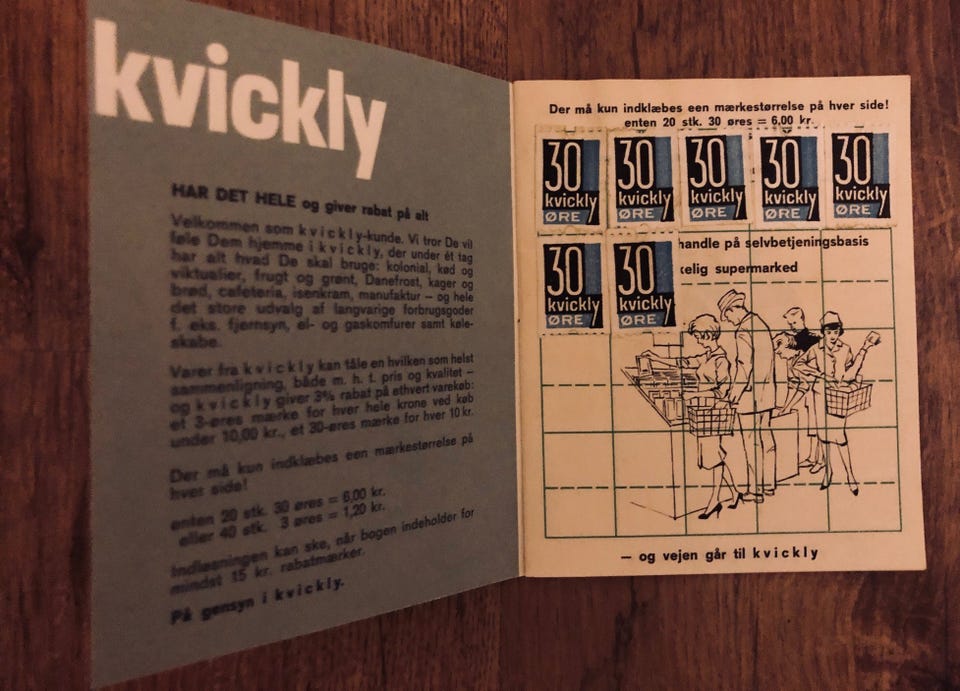 kvickly
HAR DET HELE og giver rabat på alt
Velkommen som kvickly-kunde. Vi tror De vil
føle Dem hjemme i kvickly, der under ét tag
har alt hvad De skal bruge: kolonial, kød og
viktualier, frugt og grønt, Danefrost, kager og
brød, cafeteria, isenkram, manufaktur – og hele
det store udvalg af langvarige forbrugsgoder
f. eks. fjernsyn, el- og gaskomfurer samt køle-
skabe.
Varer fra kvickly kan tåle en hvilken som helst
sammenligning, både m. h. t. pris og kvalitet –
og kvickly giver 3% rabat på ethvert varekøb:
et 3-øres mærke for hver hele krone ved køb
under 10,00 kr., et 30-øres mærke for hver 10 kr.
Der må kun indklæbes een mærkestørrelse på
hver side!
enten 20 stk. 30 øres = 6,00 kr.
eller 40 stk. 3 øres = 1,20 kr.
Indløsningen kan ske, når bogen indeholder for
mindst 15 kr. rabatmærker.
På gensyn i kvickly.
Der må kun indklæbes een mærkestørrelse på hver side!
enten 20 stk. 30 øres = 6,00 kr.
30 kvickly ØRE
30 kvickly ØRE
30 kvickly ØRE
30 kvickly ØRE
30 kvickly ØRE
30 kvickly ØRE
30 kvickly ØRE
handle på selvbetjeningsbasis
supermarked
– og vejen går til kvickly